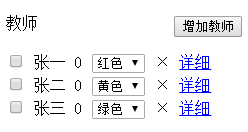 教师 增加教师
张一 0 红色 ▼ × 详细
张二 0 黄色 ▼ × 详细
张三 0 绿色 ▼ × 详细